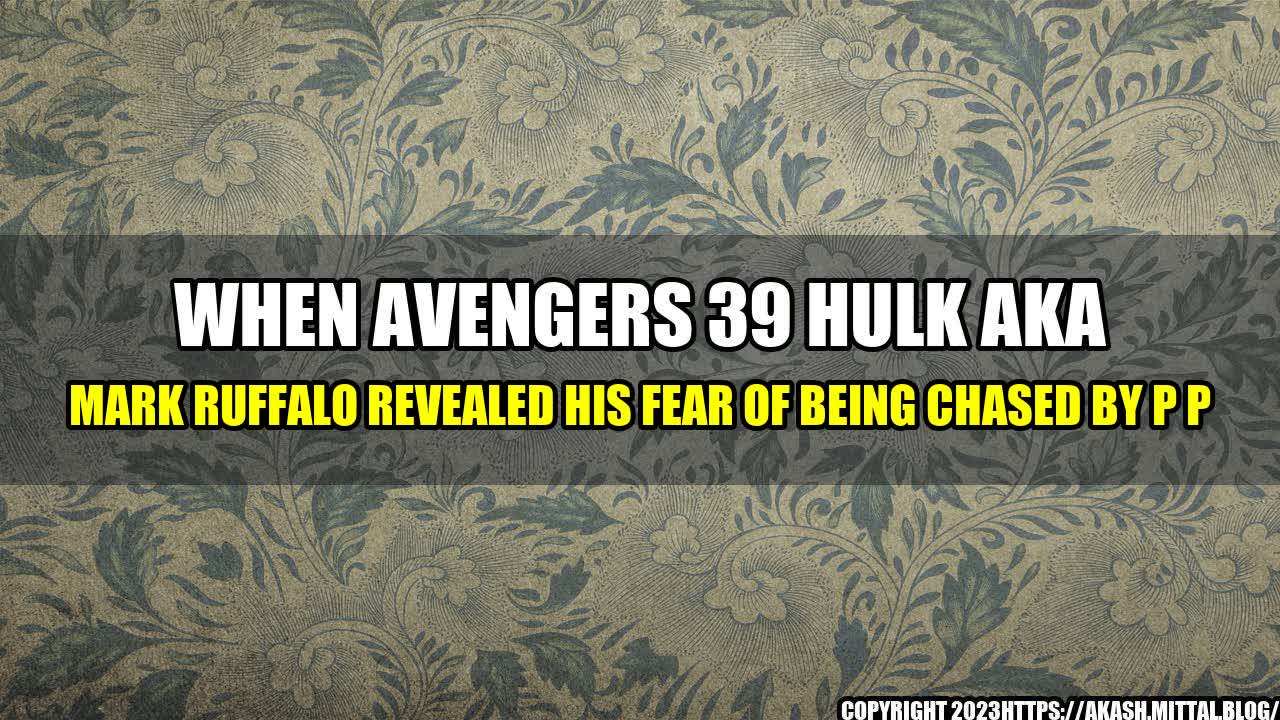 WHEN AVENGERS 39 HULK AKA
MARK RUFFALO REVEALED HIS FEAR OF BEING CHASED BY P P
COPYRIGHT 2023HTTPS://AKASH.MITTAL.BLOG/